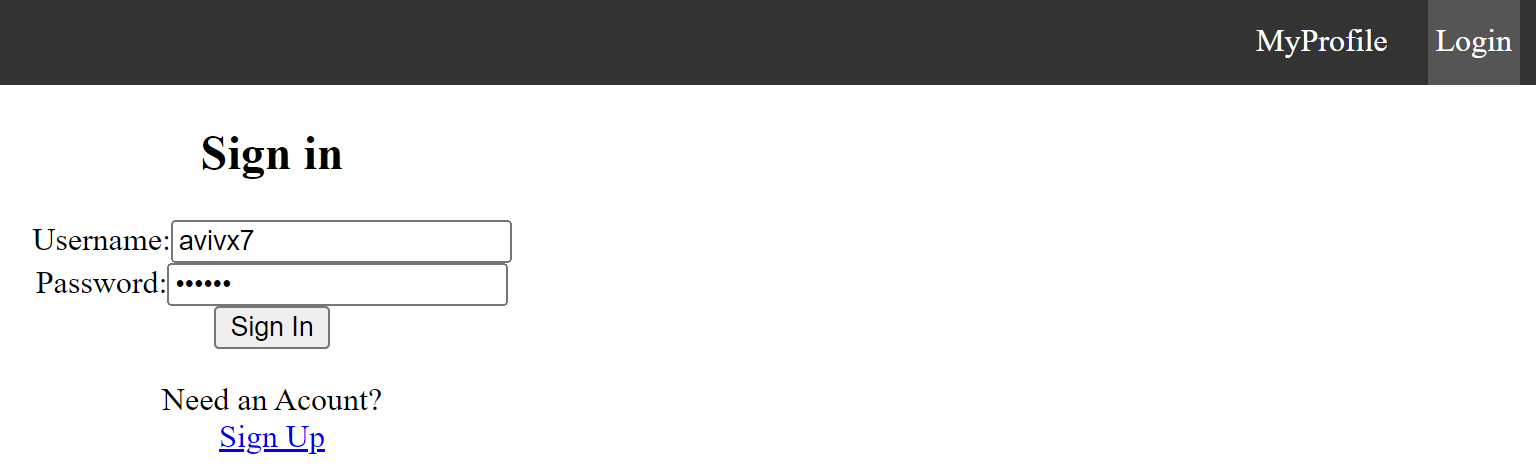 MyProfile Login
Sign in
Username: avivx7
Password: ••••••
Sign In
Need an Acount?
Sign Up